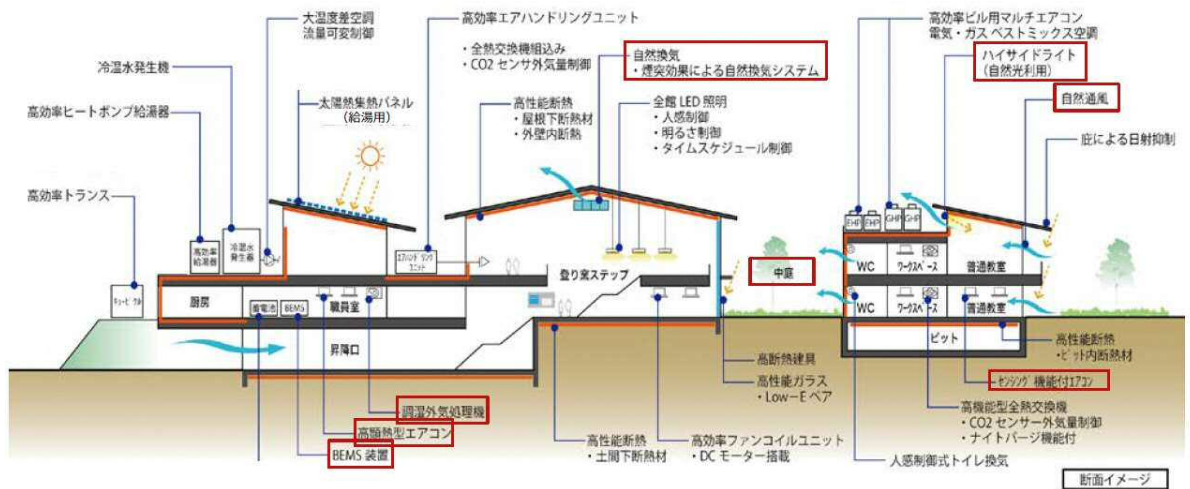 大温度差空調
流量可変制御
高効率エアハンドリングユニット
・全熱交換機組込み
・CO2 センサ外気量制御
自然換気
・煙突効果による自然換気システム
高効率ビル用マルチエアコン
電気・ガス ベストミックス空調
ハイサイドライト
(自然光利用)
自然通風
冷温水発生機
高効率ヒートポンプ給湯器
太陽熱集熱パネル
(給湯用)
高性能断熱
・屋根下断熱材
・外壁内断熱
全館 LED 照明
・人感制御
・明るさ制御
・タイムスケジュール制御
庇による日射抑制
高効率トランス
高効率
給湯器
冷温水
発生器
エアハンドリング
ユニット
EHP
EHP
GHP
GHP
キュービクル
厨房
蓄電池
BEMS
職員室
登り窯ステップ
中庭
WC
ワークスペース
普通教室
WC
ワークスペース
普通教室
昇降口
ピット
高性能断熱
・ピット内断熱材
高断熱建具
高性能ガラス
・Low-E ペア
センシング機能付エアコン
調湿外気処理機
高顕熱型エアコン
BEMS 装置
高性能断熱
・土間下断熱材
高効率ファンコイルユニット
・DC モーター搭載
高機能型全熱交換機
・CO2 センサー外気量制御
・ナイトパージ機能付
人感制御式トイレ換気
断面イメージ